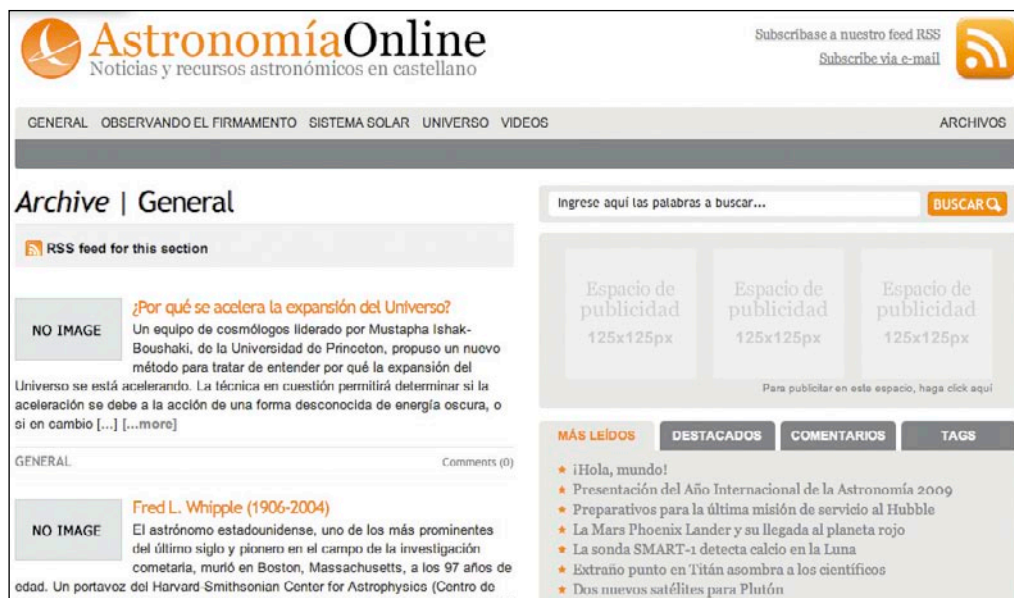 AstronomíaOnline
Noticias y recursos astronómicos en castellano
Subscríbase a nuestro feed RSS
Subscribe via e-mail
GENERAL OBSERVANDO EL FIRMAMENTO SISTEMA SOLAR UNIVERSO VIDEOS ARCHIVOS
Archive | General
RSS feed for this section
NO IMAGE
¿Por qué se acelera la expansión del Universo?
Un equipo de cosmólogos liderado por Mustapha Ishak-
Boushaki, de la Universidad de Princeton, propuso un nuevo
método para tratar de entender por qué la expansión del
Universo se está acelerando. La técnica en cuestión permitirá determinar si la
aceleración se debe a la acción de una forma desconocida de energía oscura, o
si en cambio [...] [...more]
GENERAL Comments (0)
NO IMAGE
Fred L. Whipple (1906-2004)
El astrónomo estadounidense, uno de los más prominentes
del último siglo y pionero en el campo de la investigación
cometaria, murió en Boston, Massachusetts, a los 97 años de
edad. Un portavoz del Harvard-Smithsonian Center for Astrophysics (Centro de
Ingrese aquí las palabras a buscar...
BUSCAR
Espacio de
publicidad
125x125px
Espacio de
publicidad
125x125px
Espacio de
publicidad
125x125px
Para publicitar en este espacio, haga click aquí
MÁS LEÍDOS DESTACADOS COMENTARIOS TAGS
¡Hola, mundo!
Presentación del Año Internacional de la Astronomía 2009
Preparativos para la última misión de servicio al Hubble
La Mars Phoenix Lander y su llegada al planeta rojo
La sonda SMART-1 detecta calcio en la Luna
Extraño punto en Titán asombra a los científicos
Dos nuevos satélites para Plutón